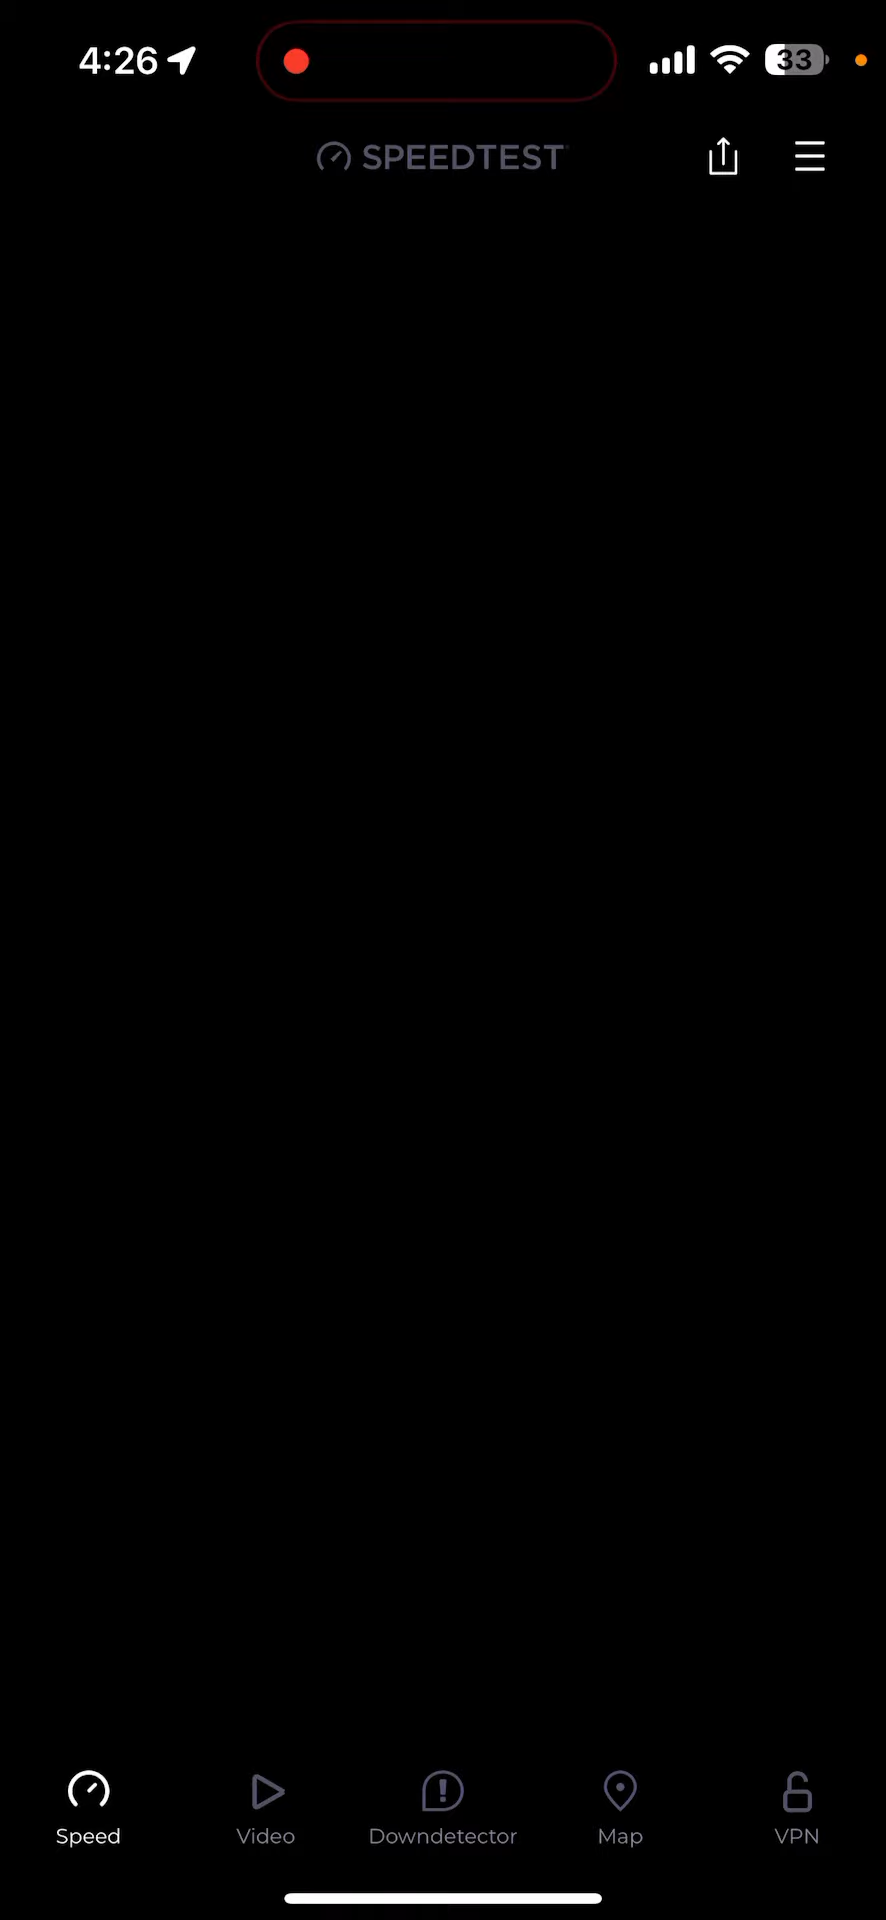 4:26
33
SPEEDTEST
Speed
Video
Downdetector
Map
VPN